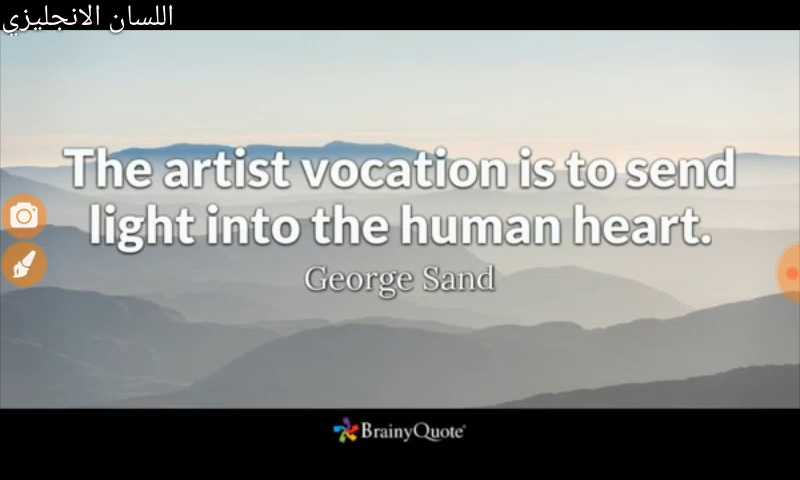 اللسان الانجليزي
The artist vocation is to send
light into the human heart.
George Sand
BrainyQuote